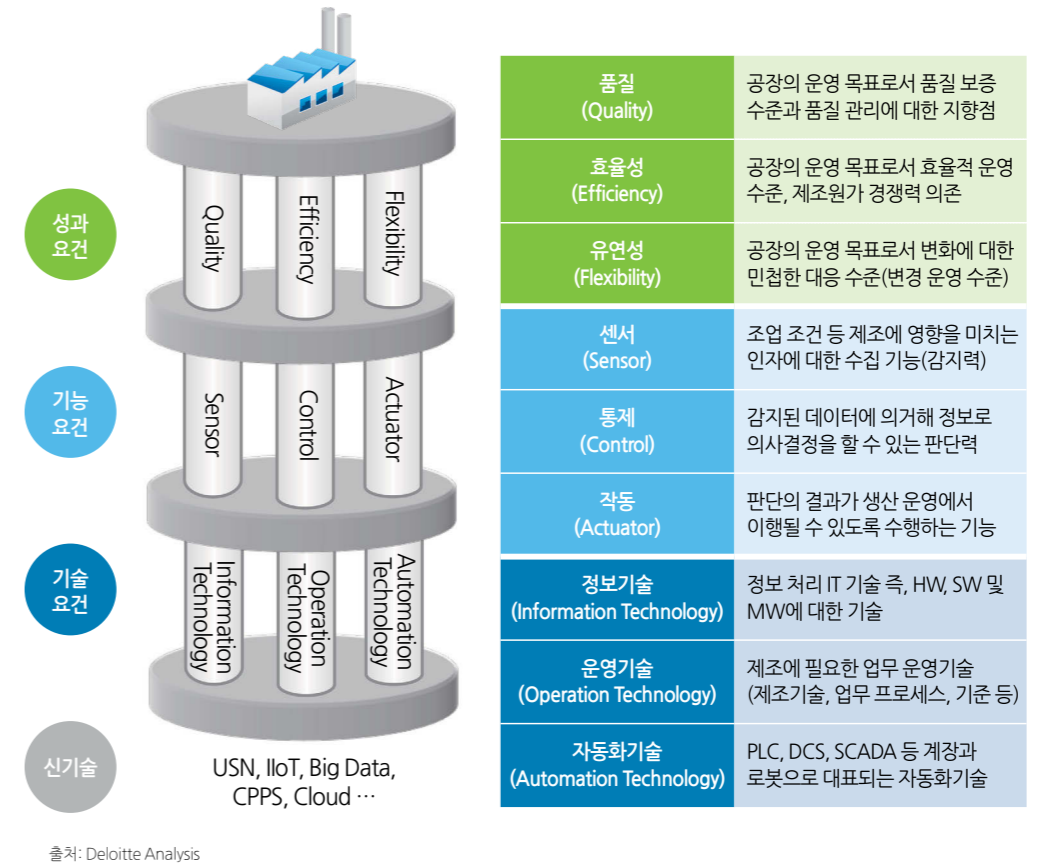 성과
요건
Quality
Efficiency
Flexibility
기능
요건
Sensor
Control
Actuator
기술
요건
Information
Technology
Operation
Technology
Automation
Technology
신기술
USN, IIoT, Big Data,
CPPS, Cloud …
품질
(Quality)
공장의 운영 목표로서 품질 보증
수준과 품질 관리에 대한 지향점
효율성
(Efficiency)
공장의 운영 목표로서 효율적 운영
수준, 제조원가 경쟁력 의존
유연성
(Flexibility)
공장의 운영 목표로서 변화에 대한
민첩한 대응 수준(변경 운영 수준)
센서
(Sensor)
조업 조건 등 제조에 영향을 미치는
인자에 대한 수집 기능(감지력)
통제
(Control)
감지된 데이터에 의거해 정보로
의사결정을 할 수 있는 판단력
작동
(Actuator)
판단의 결과가 생산 운영에서
이행될 수 있도록 수행하는 기능
정보기술
(Information Technology)
정보 처리 IT 기술 즉, HW, SW 및
MW에 대한 기술
운영기술
(Operation Technology)
제조에 필요한 업무 운영기술
(제조기술, 업무 프로세스, 기준 등)
자동화기술
(Automation Technology)
PLC, DCS, SCADA 등 계장과
로봇으로 대표되는 자동화기술
출처: Deloitte Analysis